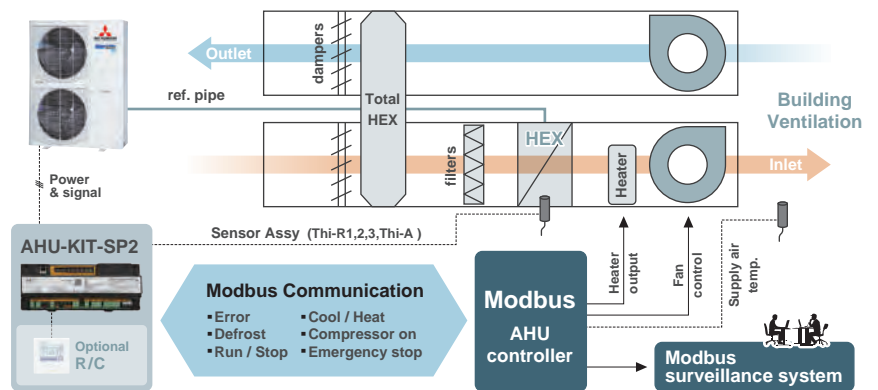 Outlet
dampers
Total
HEX
ref. pipe
Building
Ventilation
filters
HEX
Heater
Inlet
Power
& signal
Sensor Assy (Thi-R1,2,3,Thi-A )
AHU-KIT-SP2
Optional
R/C
Modbus Communication
▪Error
▪Defrost
▪Run / Stop
▪Cool / Heat
▪Compressor on
▪Emergency stop
Modbus
AHU
controller
Heater
output
Fan
control
Supply air
temp.
Modbus
surveillance system